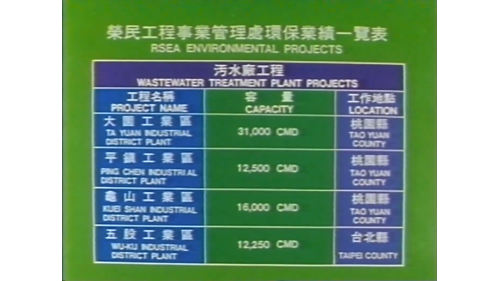 榮民工程事業管理處環保業績一覽表
RSEA ENVIRONMENTAL PROJECTS
污水廠工程
WASTEWATER TREATMENT PLANT PROJECTS
工程名稱 容量 工作地點
PROJECT NAME CAPACITY LOCATION
大園工業區 桃園縣
TA YUAN INDUSTRIAL 31,000 CMD TAO YUAN
DISTRICT PLANT COUNTY
平鎮工業區 桃園縣
PING CHEN INDUSTRIAL 12,500 CMD TAO YUAN
DISTRICT PLANT COUNTY
龜山工業區 桃園縣
KUEI SHAN INDUSTRIAL 16,000 CMD TAO YUAN
DISTRICT PLANT COUNTY
五股工業區 台北縣
WU-KU INDUSTRIAL 12,250 CMD
DISTRICT PLANT TAIPEI COUNTY